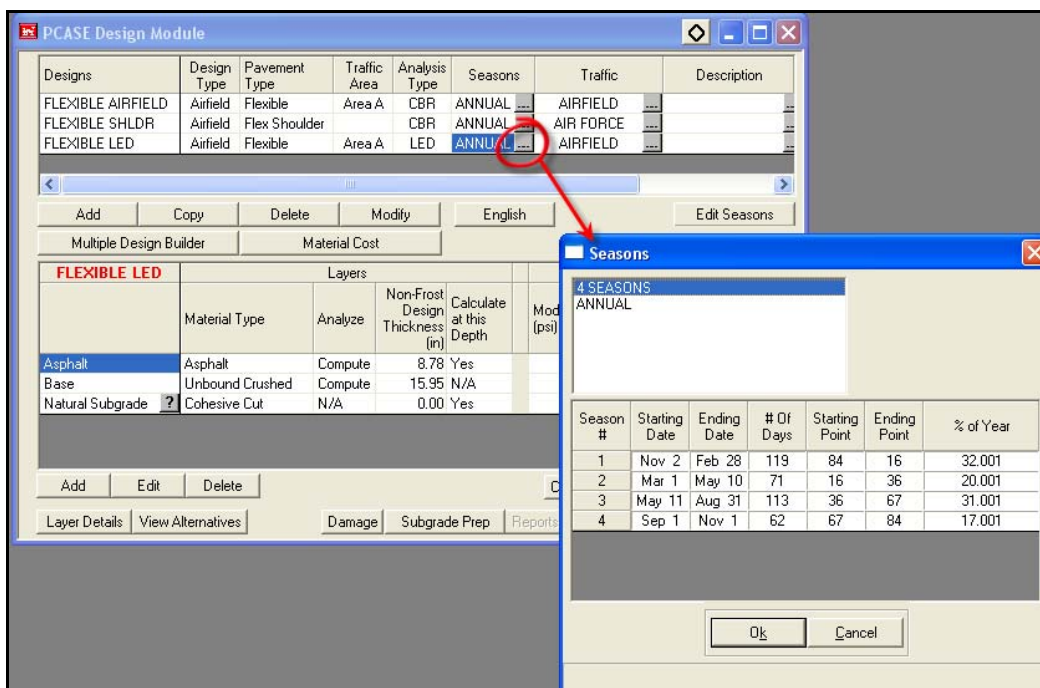 PCASE Design Module
Designs Design Type Pavement Type Traffic Area Analysis Type Seasons Traffic Description
FLEXIBLE AIRFIELD Airfield Flexible Area A CBR ANNUAL ... AIRFIELD ...
FLEXIBLE SHLDR Airfield Flex Shoulder CBR ANNUAL ... AIR FORCE ...
FLEXIBLE LED Airfield Flexible Area A LED ANNUAL ... AIRFIELD ...
Add Copy Delete Modify English Edit Seasons
Multiple Design Builder Material Cost
FLEXIBLE LED Layers
Material Type Analyze Non-Frost Design Thickness (in) Calculate at this Depth (psi)
Asphalt Asphalt Compute 8.78 Yes
Base Unbound Crushed Compute 15.95 N/A
Natural Subgrade ? Cohesive Cut N/A 0.00 Yes
Add Edit Delete
Layer Details View Alternatives Damage Subgrade Prep Reports
Seasons
4 SEASONS
ANNUAL
Season # Starting Date Ending Date # Of Days Starting Point Ending Point % of Year
1 Nov 2 Feb 28 119 84 16 32.001
2 Mar 1 May 10 71 16 36 20.001
3 May 11 Aug 31 113 36 67 31.001
4 Sep 1 Nov 1 62 67 84 17.001
Ok Cancel